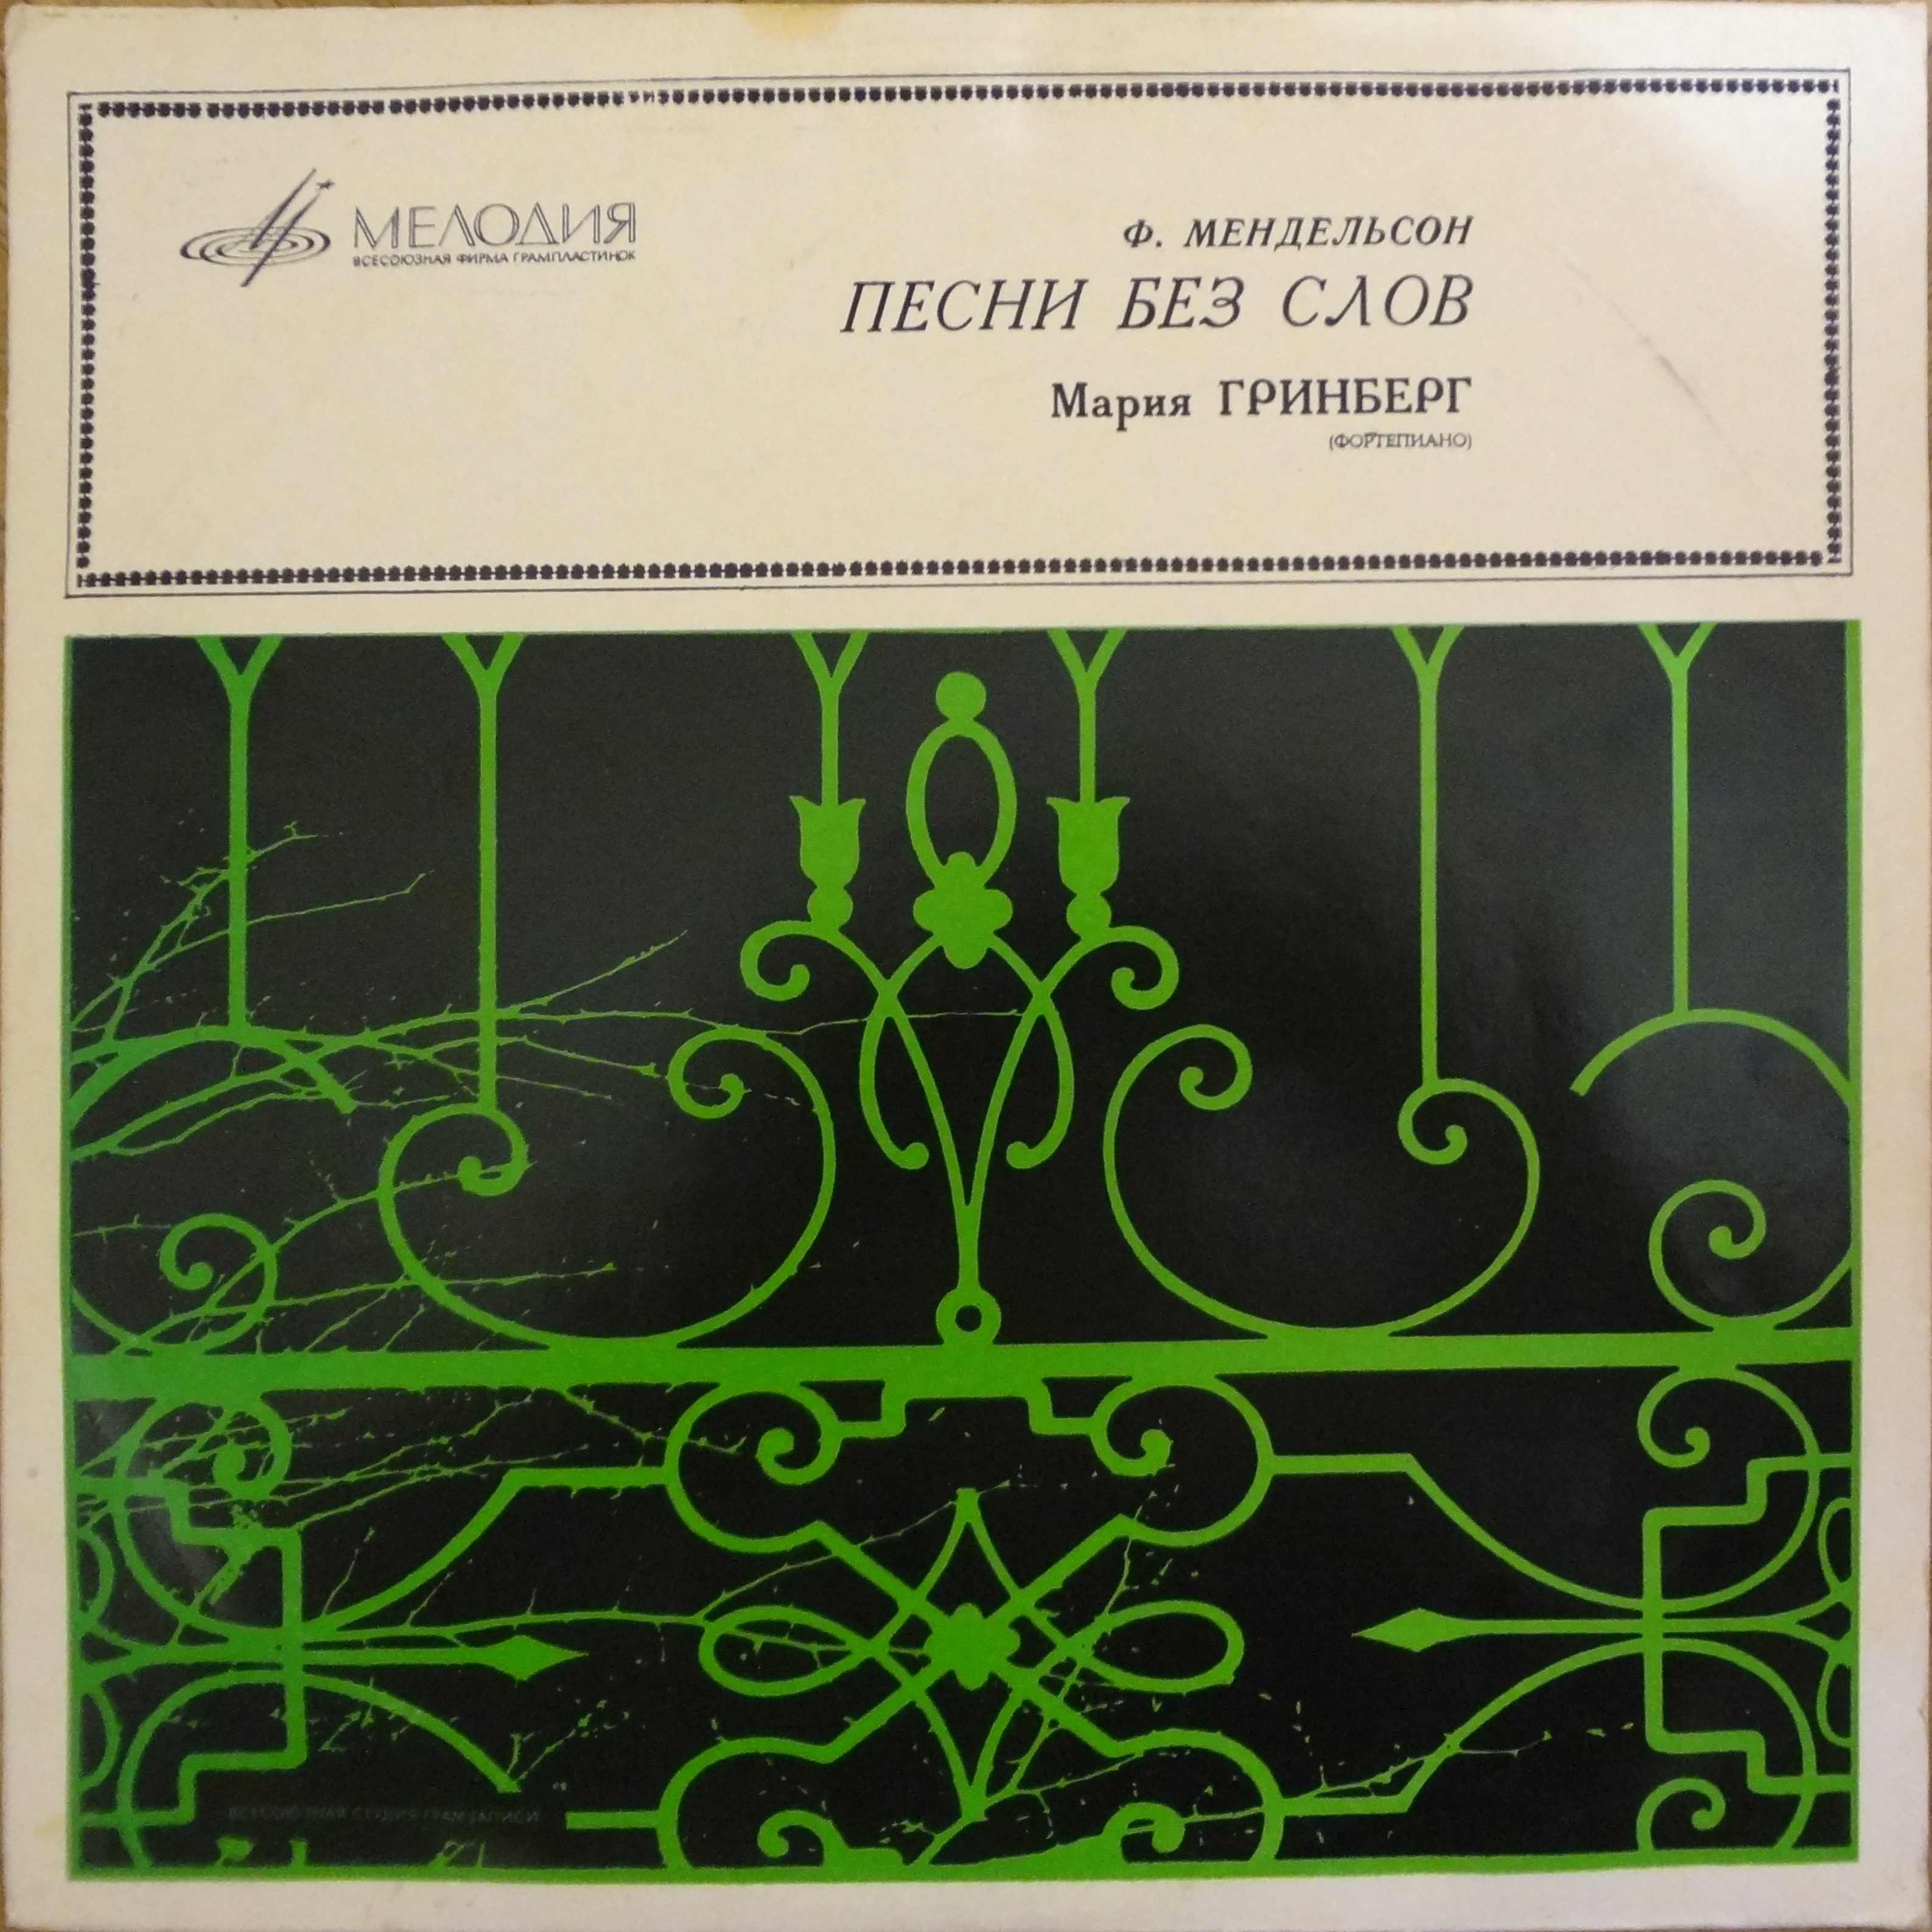 МЕЛОДИЯ
ВСЕСОЮЗНАЯ ФИРМА ГРАМПЛАСТИНОК
Ф. МЕНДЕЛЬСОН
ПЕСНИ БЕЗ СЛОВ
Мария ГРИНБЕРГ
(ФОРТЕПИАНО)
ВСЕСОЮЗНАЯ СТУДИЯ ГРАМЗАПИСИ